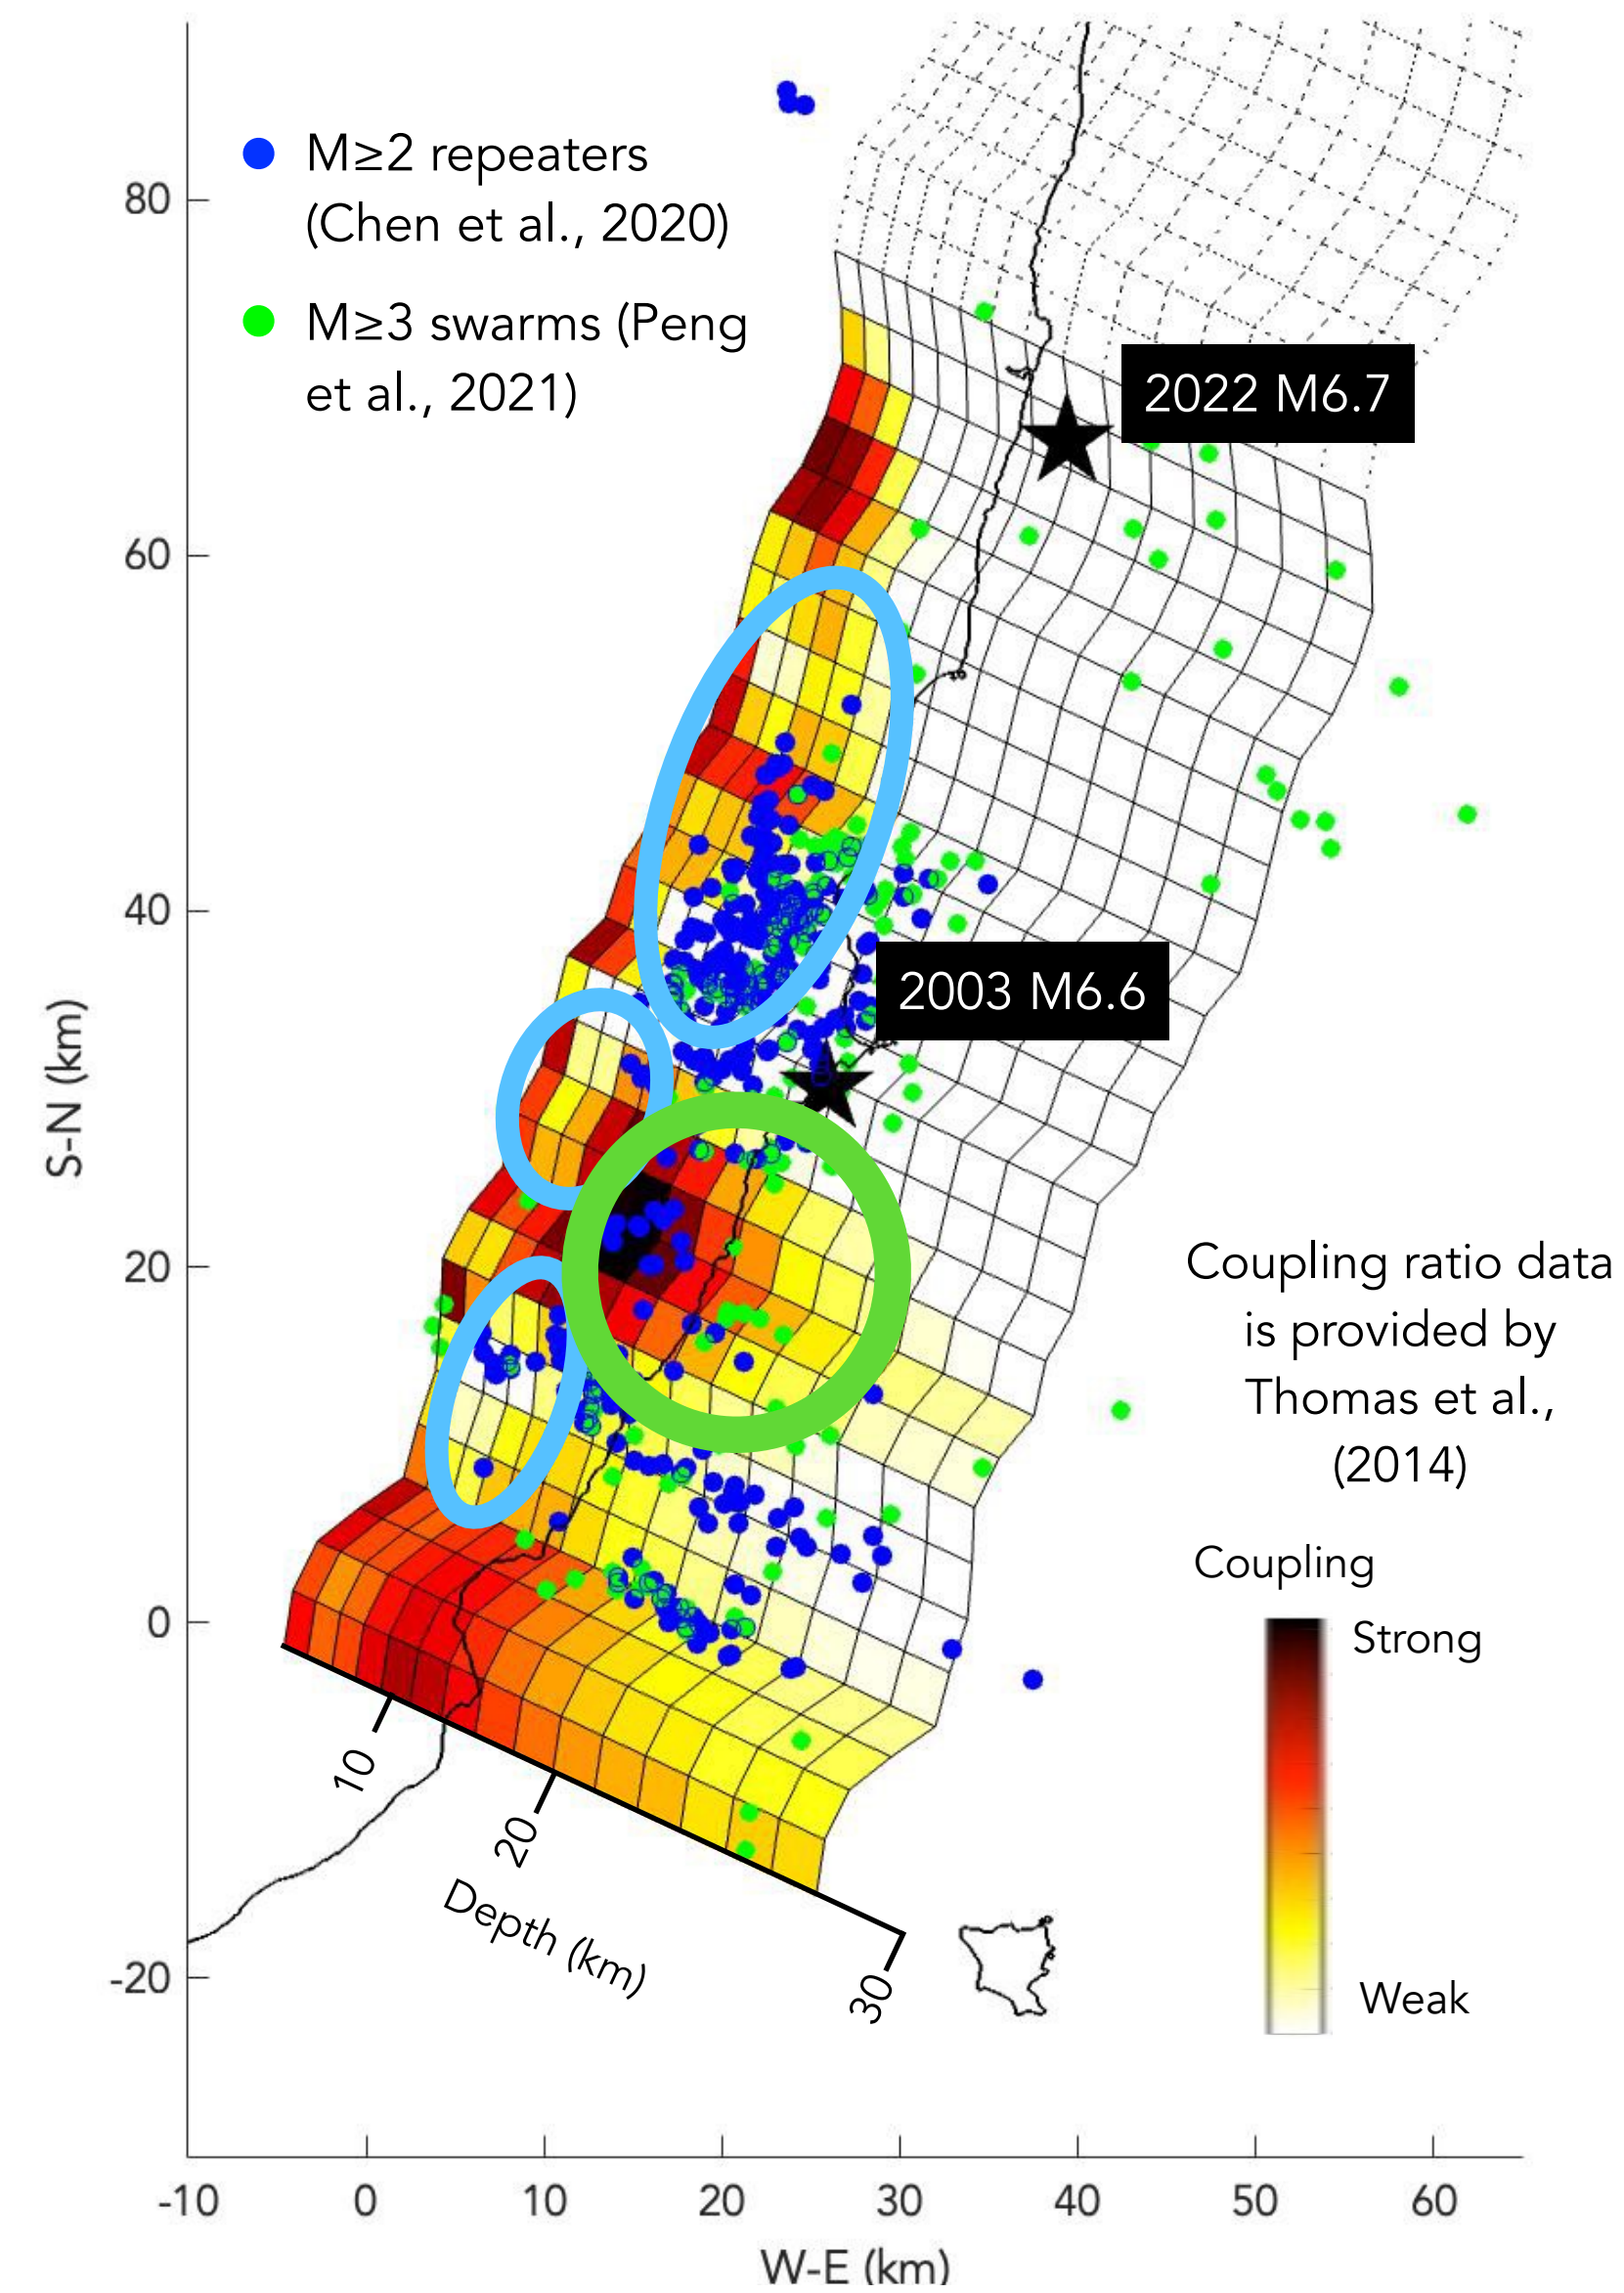 M≥2 repeaters
(Chen et al., 2020)
M≥3 swarms (Peng
et al., 2021)
2022 M6.7
2003 M6.6
Coupling ratio data
is provided by
Thomas et al.,
(2014)
Coupling
Strong
Weak
S-N (km)
80
60
40
20
0
-20
10
20
30
Depth (km)
-10 0 10 20 30 40 50 60
W-E (km)